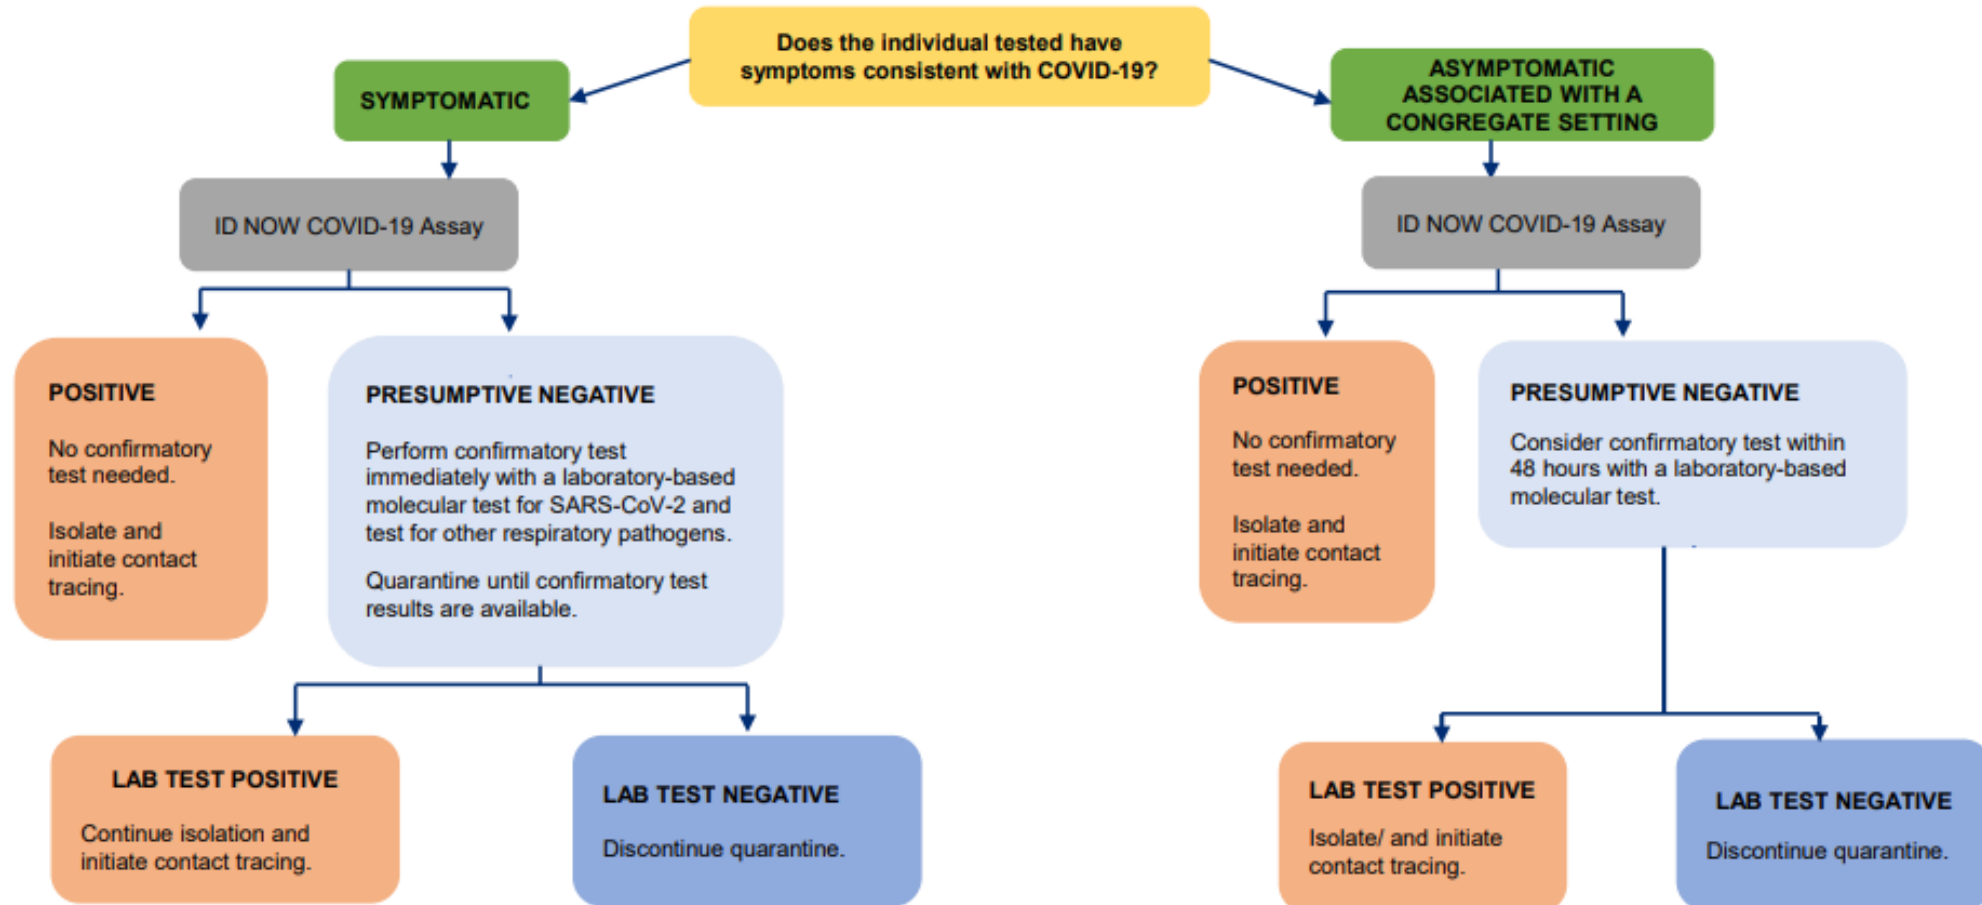 Does the individual tested have
symptoms consistent with COVID-19?
SYMPTOMATIC
ASYMPTOMATIC
ASSOCIATED WITH A
CONGREGATE SETTING
ID NOW COVID-19 Assay
ID NOW COVID-19 Assay
POSITIVE
No confirmatory
test needed.
Isolate and
initiate contact
tracing.
PRESUMPTIVE NEGATIVE
Perform confirmatory test
immediately with a laboratory-based
molecular test for SARS-CoV-2 and
test for other respiratory pathogens.
Quarantine until confirmatory test
results are available.
POSITIVE
No confirmatory
test needed.
Isolate and
initiate contact
tracing.
PRESUMPTIVE NEGATIVE
Consider confirmatory test within
48 hours with a laboratory-based
molecular test.
LAB TEST POSITIVE
Continue isolation and
initiate contact tracing.
LAB TEST NEGATIVE
Discontinue quarantine.
LAB TEST POSITIVE
Isolate/ and initiate
contact tracing.
LAB TEST NEGATIVE
Discontinue quarantine.